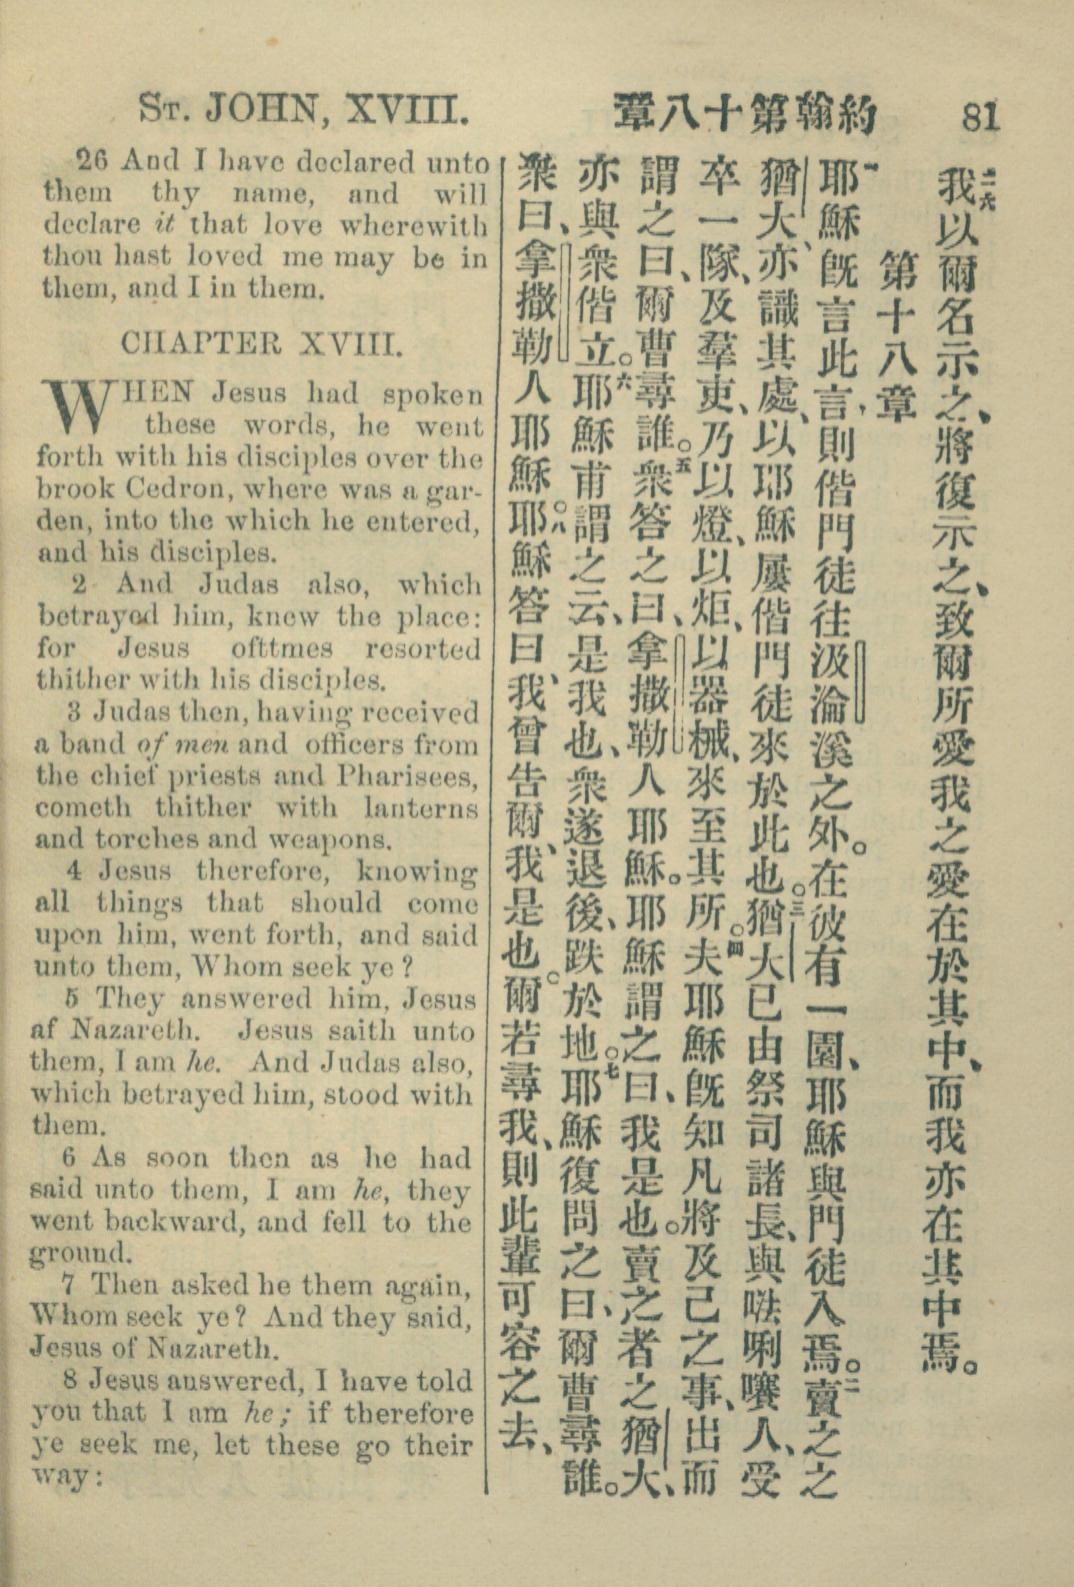 ST. JOHN, XVIII.
約翰第十八章
81
26 And I have declared unto
them thy name, and will
declare it that love wherewith
thou hast loved me may be in
them, and I in them.
CHAPTER XVIII.
WHEN Jesus had spoken
these words, he went
forth with his disciples over the
brook Cedron, where was a gar-
den, into the which he entered,
and his disciples.
2 And Judas also, which
betrayed him, knew the place:
for Jesus ofttmes resorted
thither with his disciples.
3 Judas then, having received
a band of men and officers from
the chief priests and Pharisees,
cometh thither with lanterns
and torches and weapons.
4 Jesus therefore, knowing
all things that should come
upon him, went forth, and said
unto them, Whom seek ye?
5 They answered him, Jesus
af Nazareth. Jesus saith unto
them, I am he. And Judas also,
which betrayed him, stood with
them.
6 As soon then as he had
said unto them, I am he, they
went backward, and fell to the
ground.
7 Then asked he them again,
Whom seek ye? And they said,
Jesus of Nazareth.
8 Jesus answered, I have told
you that I am he; if therefore
ye seek me, let these go their
way:
二六我以爾名示之、將復示之、致爾所愛我之愛在於其中、而我亦在其中焉。
第十八章
一耶穌旣言此言、則偕門徒往汲淪溪之外。在彼有一園、耶穌與門徒入焉。二賣之之
猶大、亦識其處、以耶穌屢偕門徒來於此也。三猶大已由祭司諸長、與㗲唎嚷人、受
卒一隊、及羣吏、乃以燈、以炬、以器械、來至其所。四夫耶穌旣知凡將及己之事、出而
謂之曰、爾曹尋誰。五衆答之曰、拿撒勒人耶穌。耶穌謂之曰、我是也。賣之者之猶大、
亦與衆偕立。六耶穌甫謂之云、是我也、衆遂退後、跌於地。七耶穌復問之曰、爾曹尋誰。
衆曰、拿撒勒人耶穌。八耶穌答曰、我曾告爾、我是也。爾若尋我、則此輩可容之去、